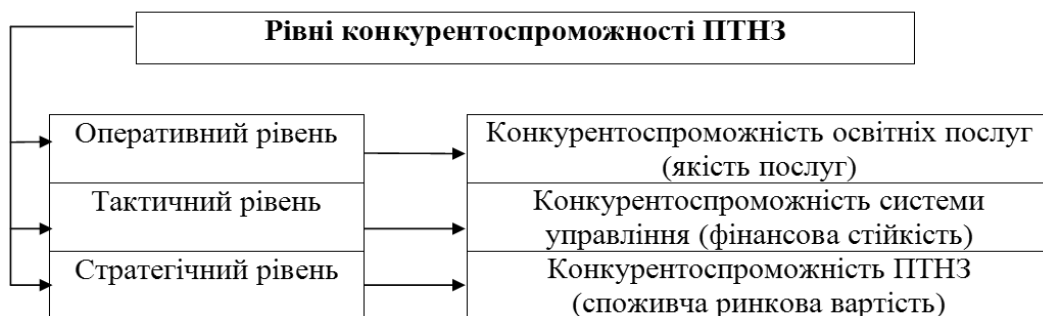 Рівні конкурентоспроможності ПТНЗ
Оперативний рівень
Конкурентоспроможність освітніх послуг
(якість послуг)
Тактичний рівень
Конкурентоспроможність системи
управління (фінансова стійкість)
Стратегічний рівень
Конкурентоспроможність ПТНЗ
(споживча ринкова вартість)